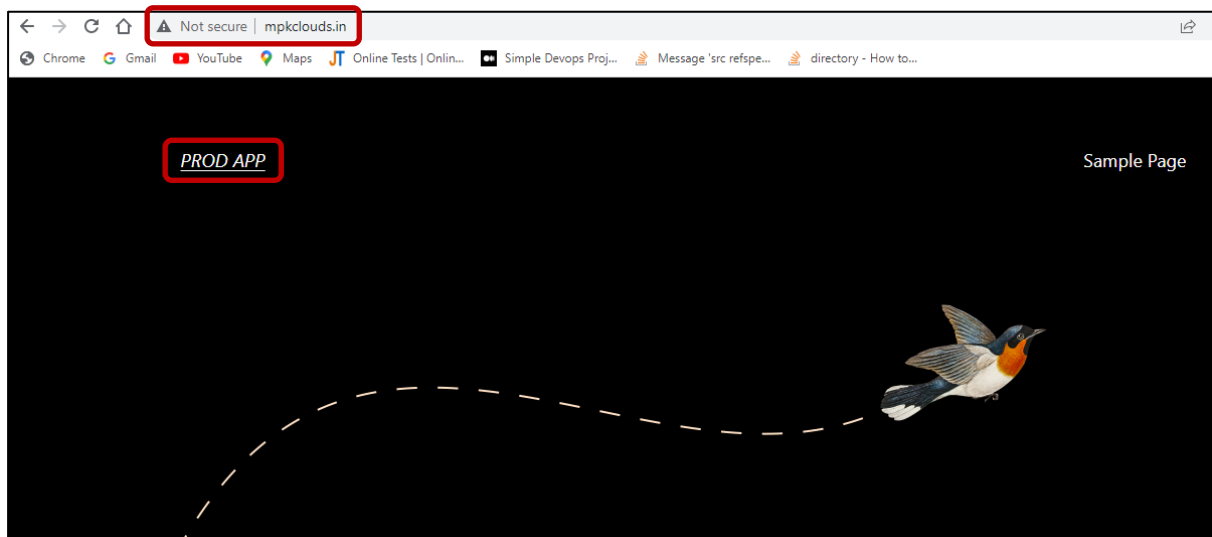 Not secure | mpkclouds.in
Chrome Gmail YouTube Maps Online Tests | Onlin... Simple Devops Proj... Message 'src refspe... directory - How to...
PROD APP Sample Page